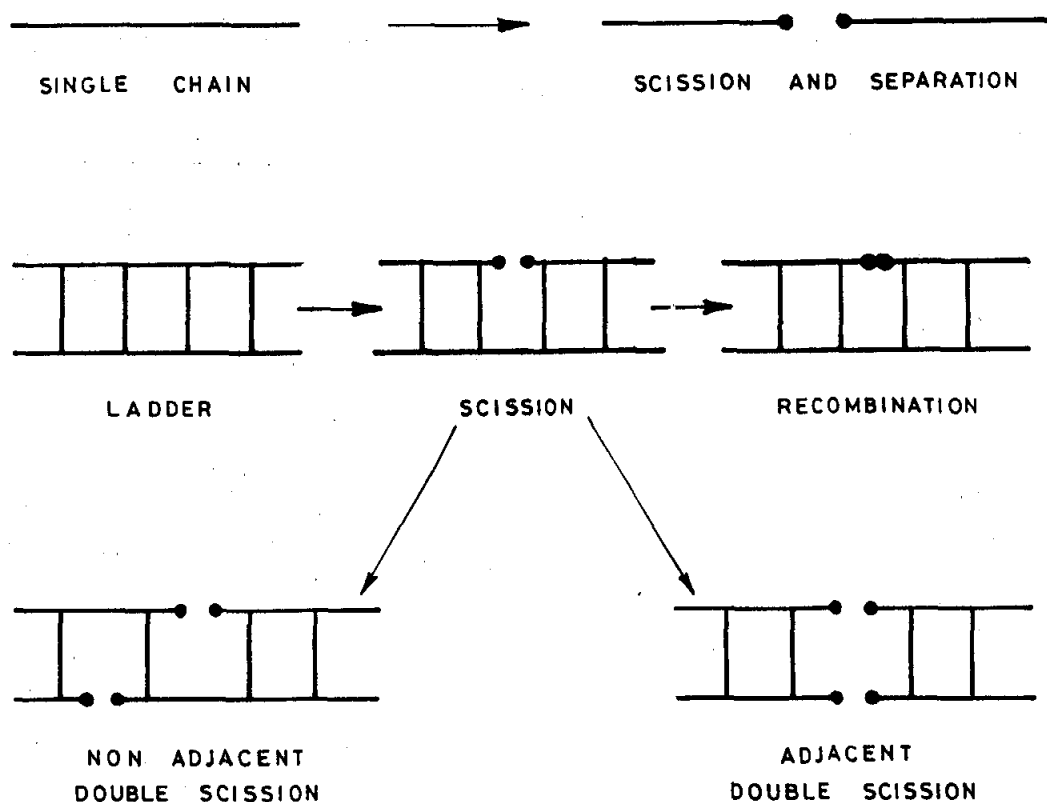 SINGLE CHAIN
SCISSION AND SEPARATION
LADDER
SCISSION
RECOMBINATION
NON ADJACENT
DOUBLE SCISSION
ADJACENT
DOUBLE SCISSION